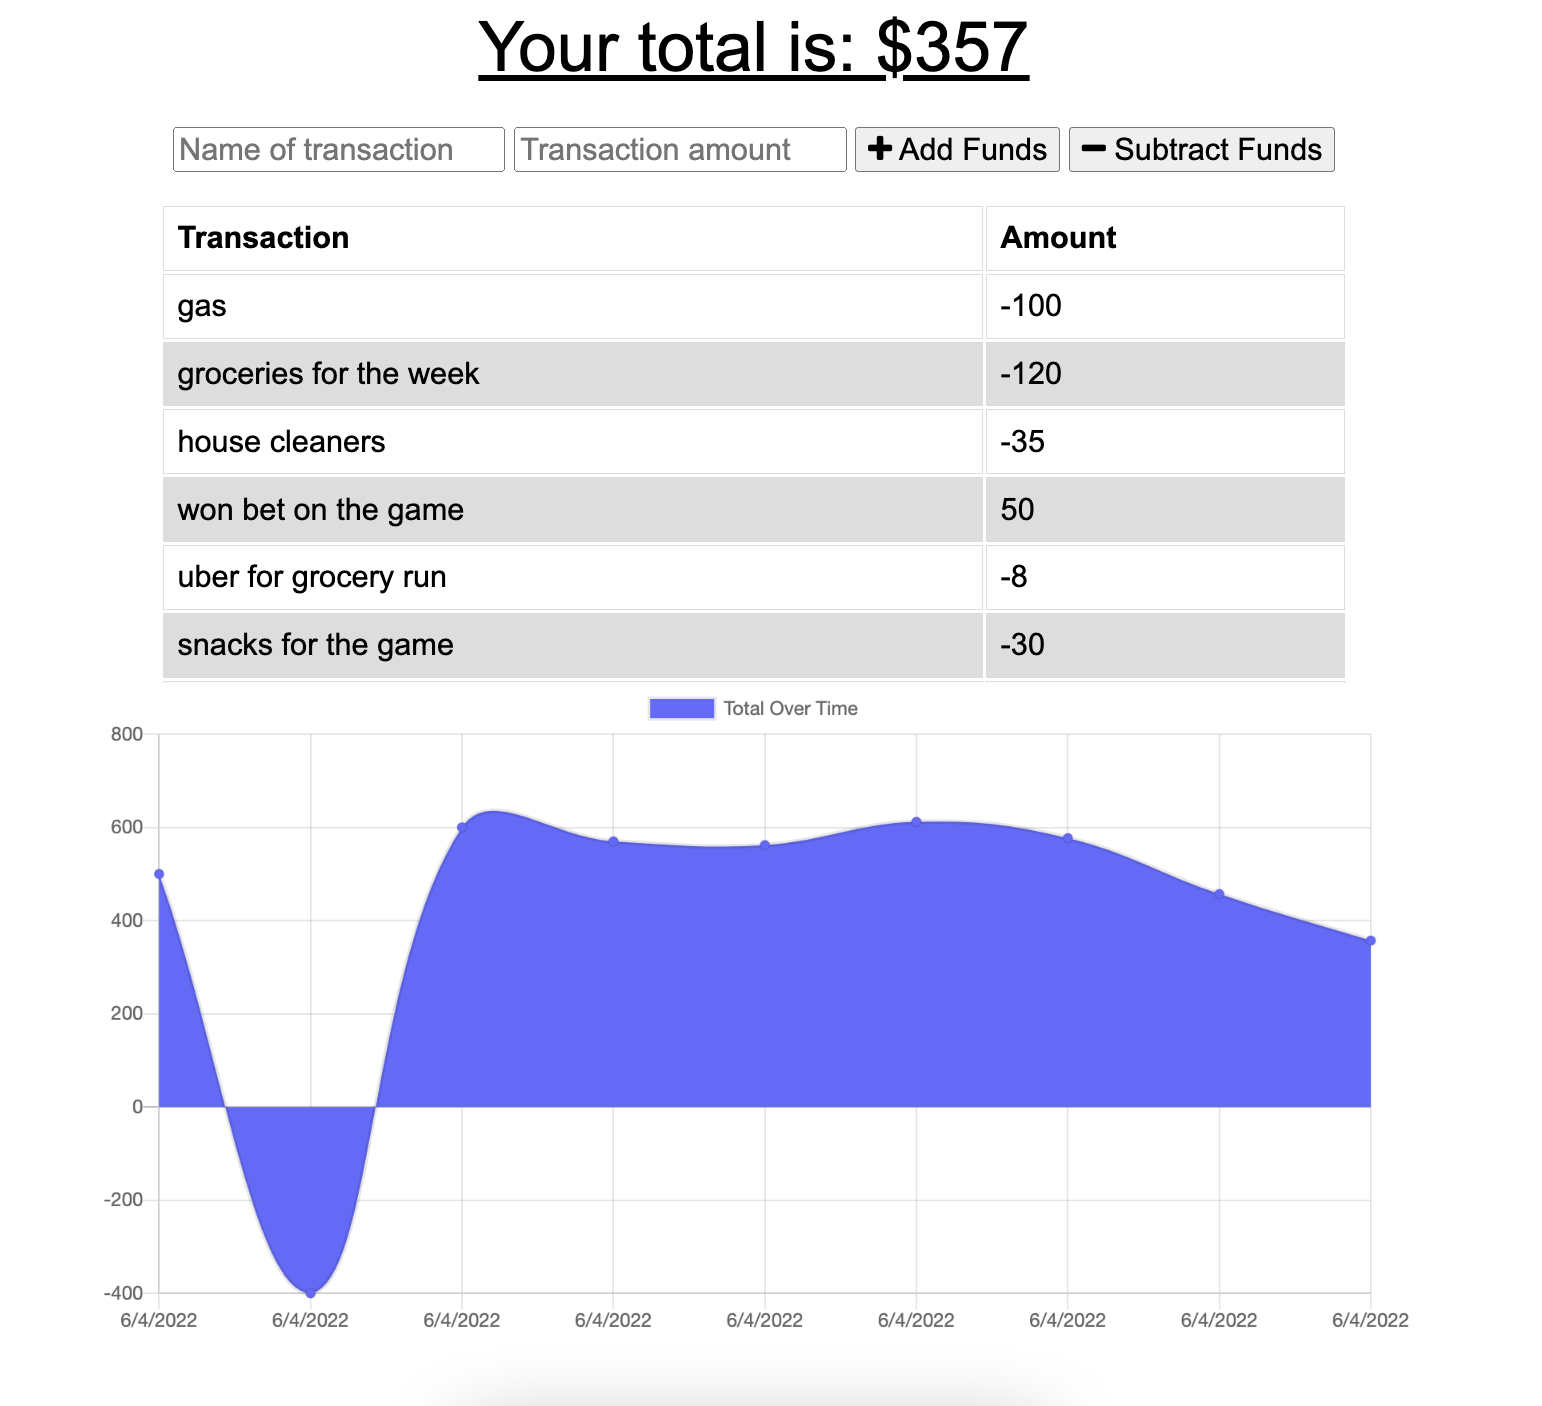 Your total is: $357
Name of transaction Transaction amount Add Funds Subtract Funds
Transaction Amount
gas -100
groceries for the week -120
house cleaners -35
won bet on the game 50
uber for grocery run -8
snacks for the game -30
Total Over Time
800
600
400
200
0
-200
-400
6/4/2022 6/4/2022 6/4/2022 6/4/2022 6/4/2022 6/4/2022 6/4/2022 6/4/2022 6/4/2022